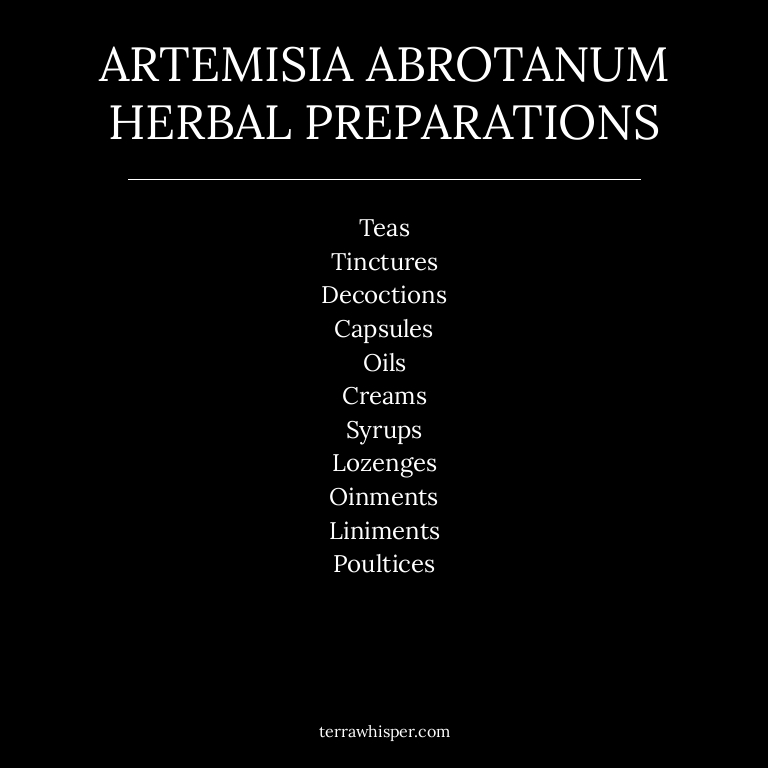 ARTEMISIA ABROTANUM
HERBAL PREPARATIONS
Teas
Tinctures
Decoctions
Capsules
Oils
Creams
Syrups
Lozenges
Oinments
Liniments
Poultices
terrawhisper.com